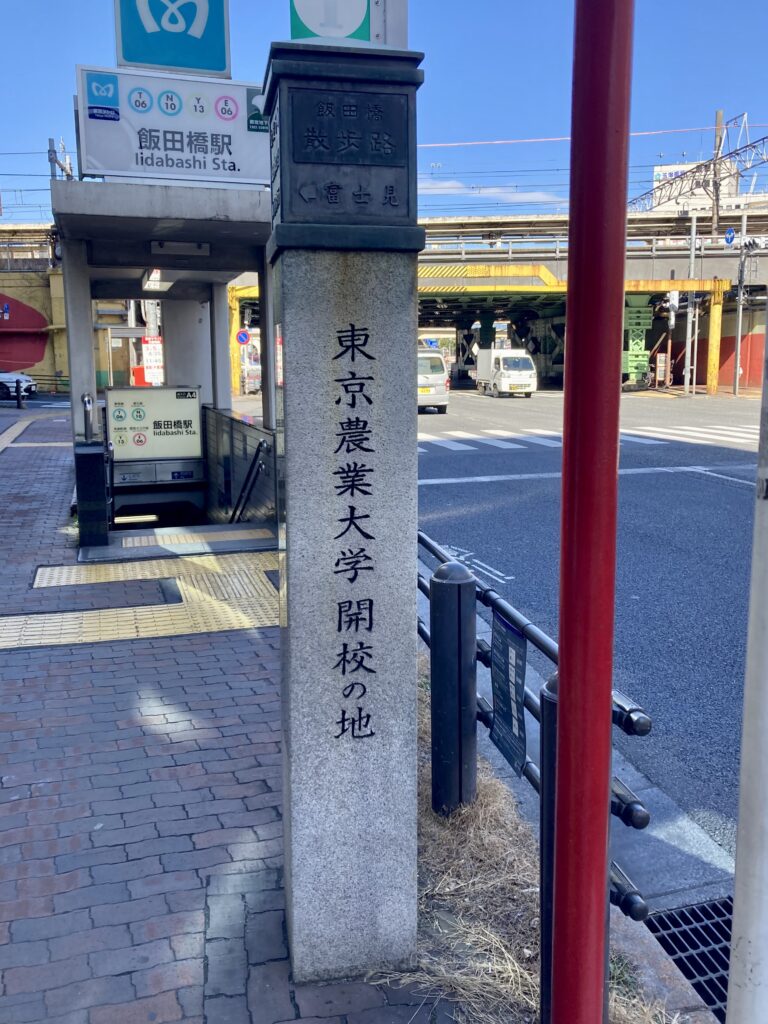 T
06
N
10
Y
13
E
06
飯田橋駅
Iidabashi Sta.
飯田橋
散歩路
←富士見
東京農業大学 開校の地
A4
飯田橋駅
Iidabashi Sta.